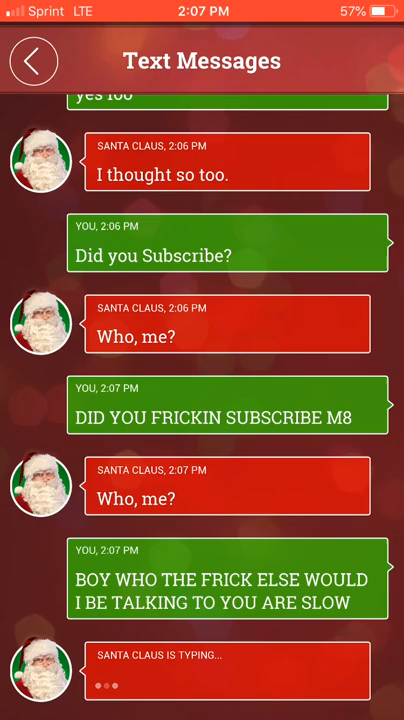 Sprint LTE 2:07 PM 57%
Text Messages
yes foo
SANTA CLAUS, 2:06 PM
I thought so too.
YOU, 2:06 PM
Did you Subscribe?
SANTA CLAUS, 2:06 PM
Who, me?
YOU, 2:07 PM
DID YOU FRICKIN SUBSCRIBE M8
SANTA CLAUS, 2:07 PM
Who, me?
YOU, 2:07 PM
BOY WHO THE FRICK ELSE WOULD
I BE TALKING TO YOU ARE SLOW
SANTA CLAUS IS TYPING...